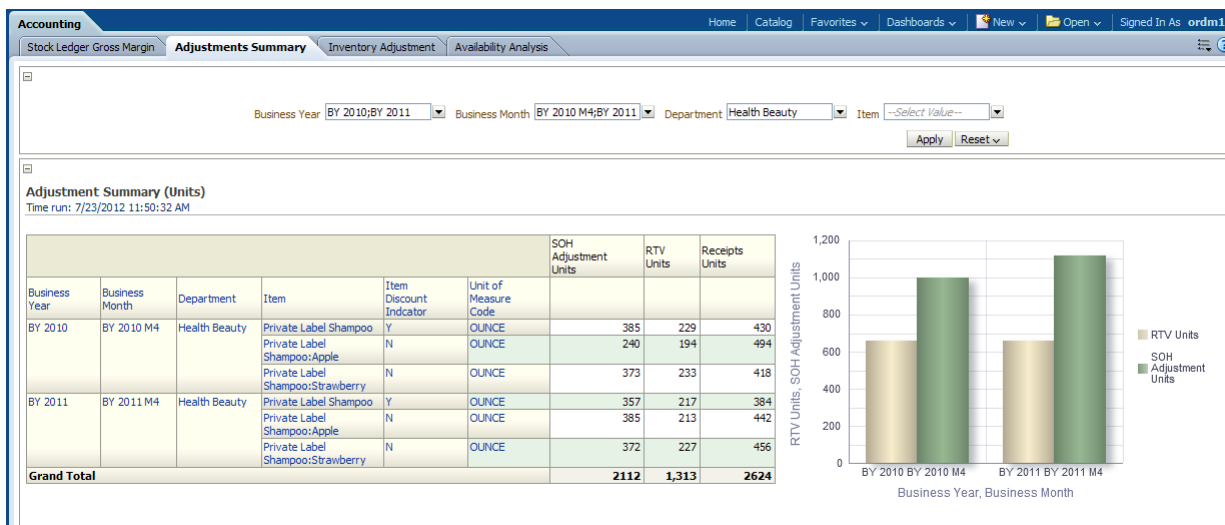 Accounting
Home Catalog Favorites Dashboards New Open Signed In As ordm1
Stock Ledger Gross Margin Adjustments Summary Inventory Adjustment Availability Analysis
Business Year BY 2010;BY 2011 Business Month BY 2010 M4;BY 2011 Department Health Beauty Item --Select Value--
Apply Reset
Adjustment Summary (Units)
Time run: 7/23/2012 11:50:32 AM
SOH Adjustment Units RTV Units Receipts Units
Business Year Business Month Department Item Item Discount Indcator Unit of Measure Code
BY 2010 BY 2010 M4 Health Beauty Private Label Shampoo Y OUNCE 385 229 430
Private Label Shampoo:Apple N OUNCE 240 194 494
Private Label Shampoo:Strawberry N OUNCE 373 233 418
BY 2011 BY 2011 M4 Health Beauty Private Label Shampoo Y OUNCE 357 217 384
Private Label Shampoo:Apple N OUNCE 385 213 442
Private Label Shampoo:Strawberry N OUNCE 372 227 456
Grand Total 2112 1,313 2624
RTV Units, SOH Adjustment Units
1,200
1,000
800
600
400
200
0
BY 2010 BY 2010 M4 BY 2011 BY 2011 M4
Business Year, Business Month
RTV Units
SOH
Adjustment
Units